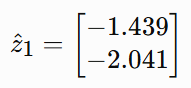 ẑ₁ = [−1.439
−2.041]